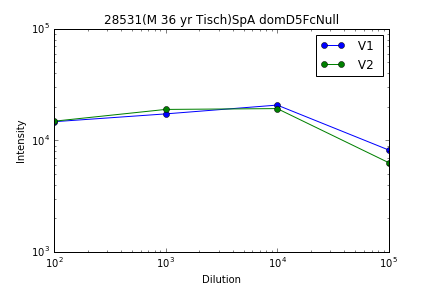 28531(M 36 yr Tisch)SpA domD5FcNull
V1
V2
Intensity
10^5
10^4
10^3
10^2 10^3 10^4 10^5
Dilution